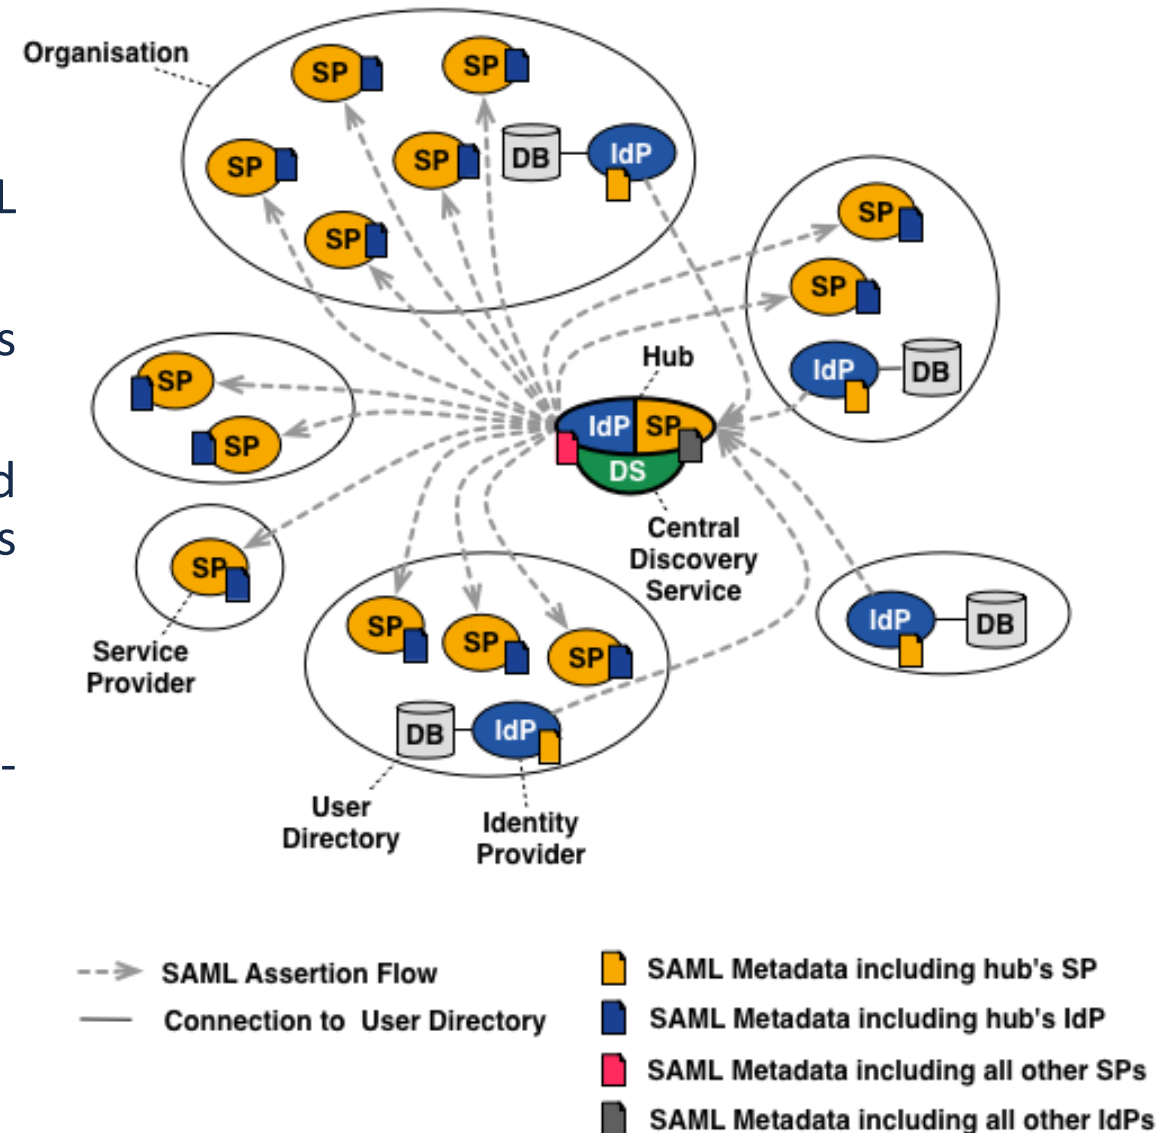 Organisation
SP
SP
SP
SP
DB
IdP
SP
L
SP
SP
s
IdP
DB
Hub
SP
SP
IdP
SP
DS
d
s
Central
Discovery
Service
SP
Service
Provider
SP
SP
SP
IdP
DB
DB
IdP
-
User
Directory
Identity
Provider
SAML Assertion Flow
Connection to User Directory
SAML Metadata including hub's SP
SAML Metadata including hub's IdP
SAML Metadata including all other SPs
SAML Metadata including all other IdPs